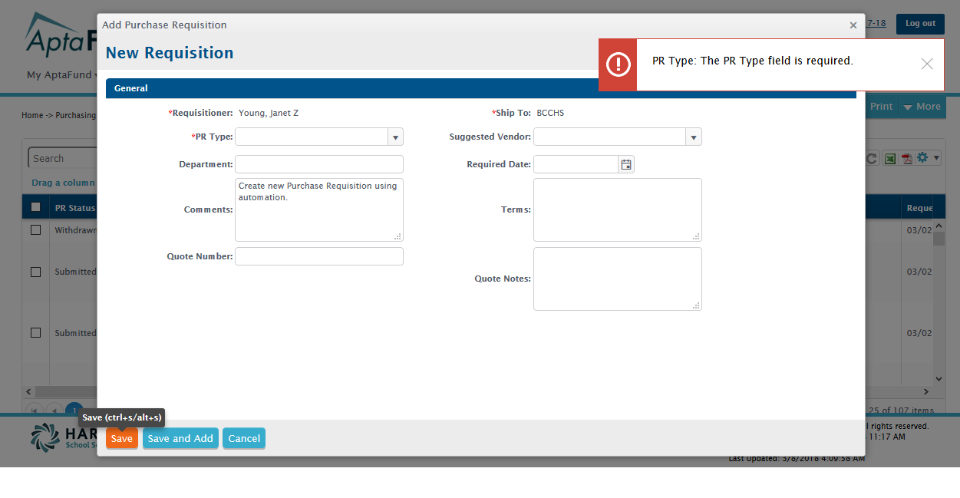 Add Purchase Requisition
×
7-18
Log out
Apta
New Requisition
PR Type: The PR Type field is required.
My AptaFund
General
Print
More
Home -> Purchasing
*Requisitioner: Young, Janet Z
*Ship To: BCCHS
*PR Type:
Suggested Vendor:
Search
Department:
Required Date:
Drag a column
Comments: Create new Purchase Requisition using
automation.
Terms:
PR Status
Reque
Withdrawn
03/02
Quote Number:
Submitted
03/02
Quote Notes:
Submitted
03/02
1
25 of 102 items
Save (ctrl+s/alt+s)
Save
Save and Add
Cancel
HAR
School S
rights reserved.
11:17 AM
Last Updated: 3/8/2018 4:09:58 AM